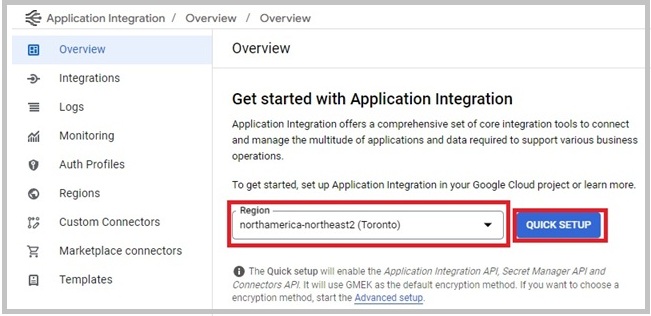 Application Integration / Overview / Overview
Overview
Integrations
Logs
Monitoring
Auth Profiles
Regions
Custom Connectors
Marketplace connectors
Templates
Overview
Get started with Application Integration
Application Integration offers a comprehensive set of core integration tools to connect
and manage the multitude of applications and data required to support various business
operations.
To get started, set up Application Integration in your Google Cloud project or learn more.
Region
northamerica-northeast2 (Toronto)
QUICK SETUP
The Quick setup will enable the Application Integration API, Secret Manager API and
Connectors API. It will use GMEK as the default encryption method. If you want to choose a
encryption method, start the Advanced setup.